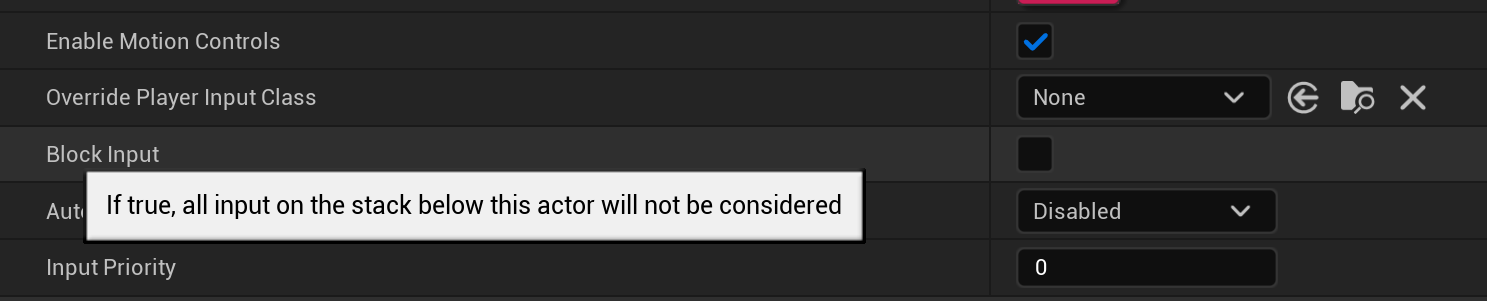 Enable Motion Controls
Override Player Input Class
None
Block Input
If true, all input on the stack below this actor will not be considered
Disabled
Input Priority
0